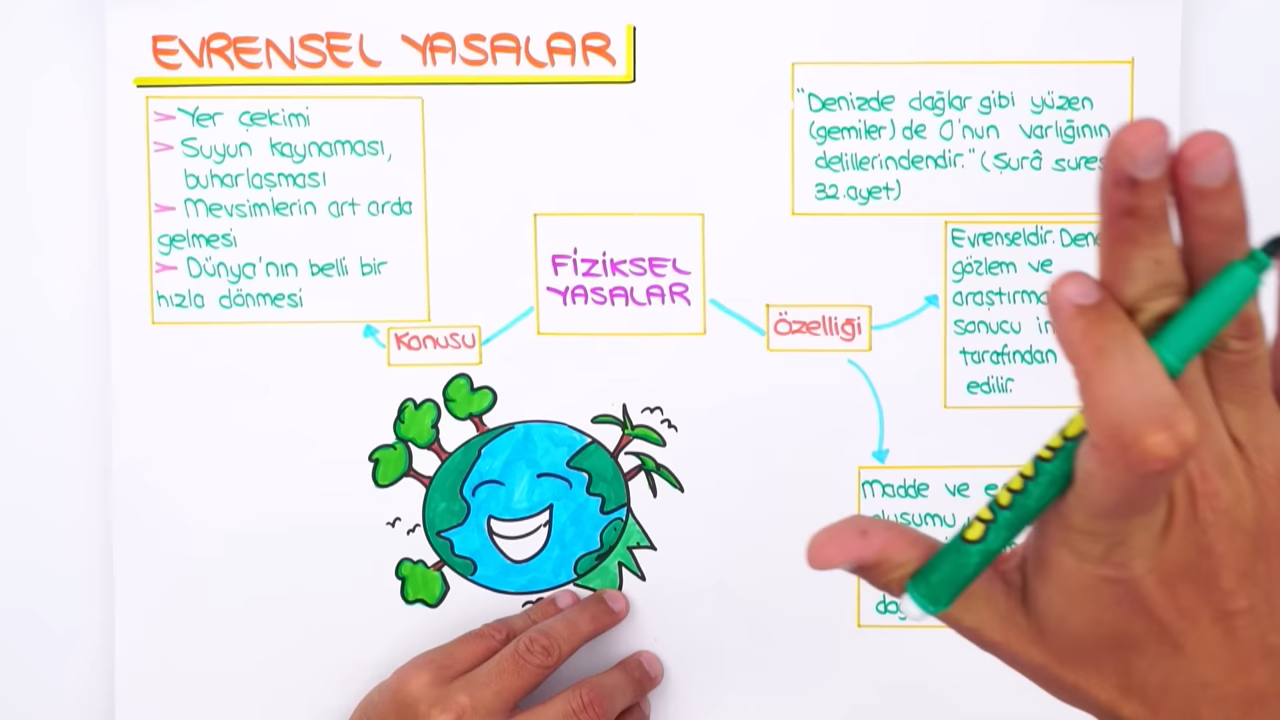 EVRENSEL YASALAR
➢ Yer çekimi
➢ Suyun kaynaması,
buharlaşması
➢ Mevsimlerin art arda
gelmesi
➢ Dünya'nın belli bir
hızla dönmesi
Konusu
FİZİKSEL
YASALAR
Özelliği
"Denizde dağlar gibi yüzen
(gemiler) de O'nun varlığının
delillerindendir." (Şurâ
32.ayet)
Evrenseldir.
gözlem ve
sonucu
tarafından
edilir.
Madde ve